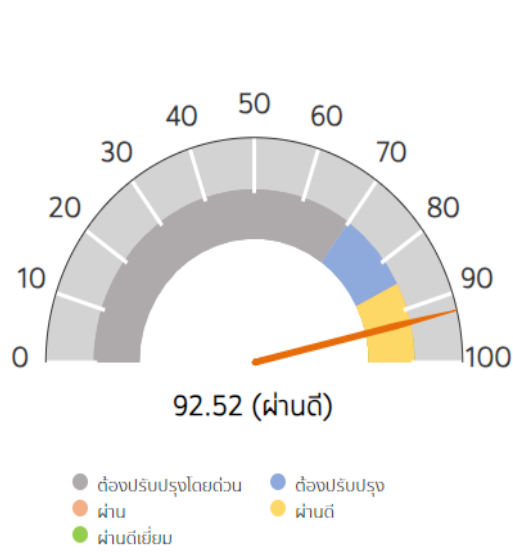 50
40 60
30 70
20 80
10 90
0 100
92.52 (ผ่านดี)
ต้องปรับปรุงโดยด่วน ต้องปรับปรุง
ผ่าน ผ่านดี
ผ่านดีเยี่ยม